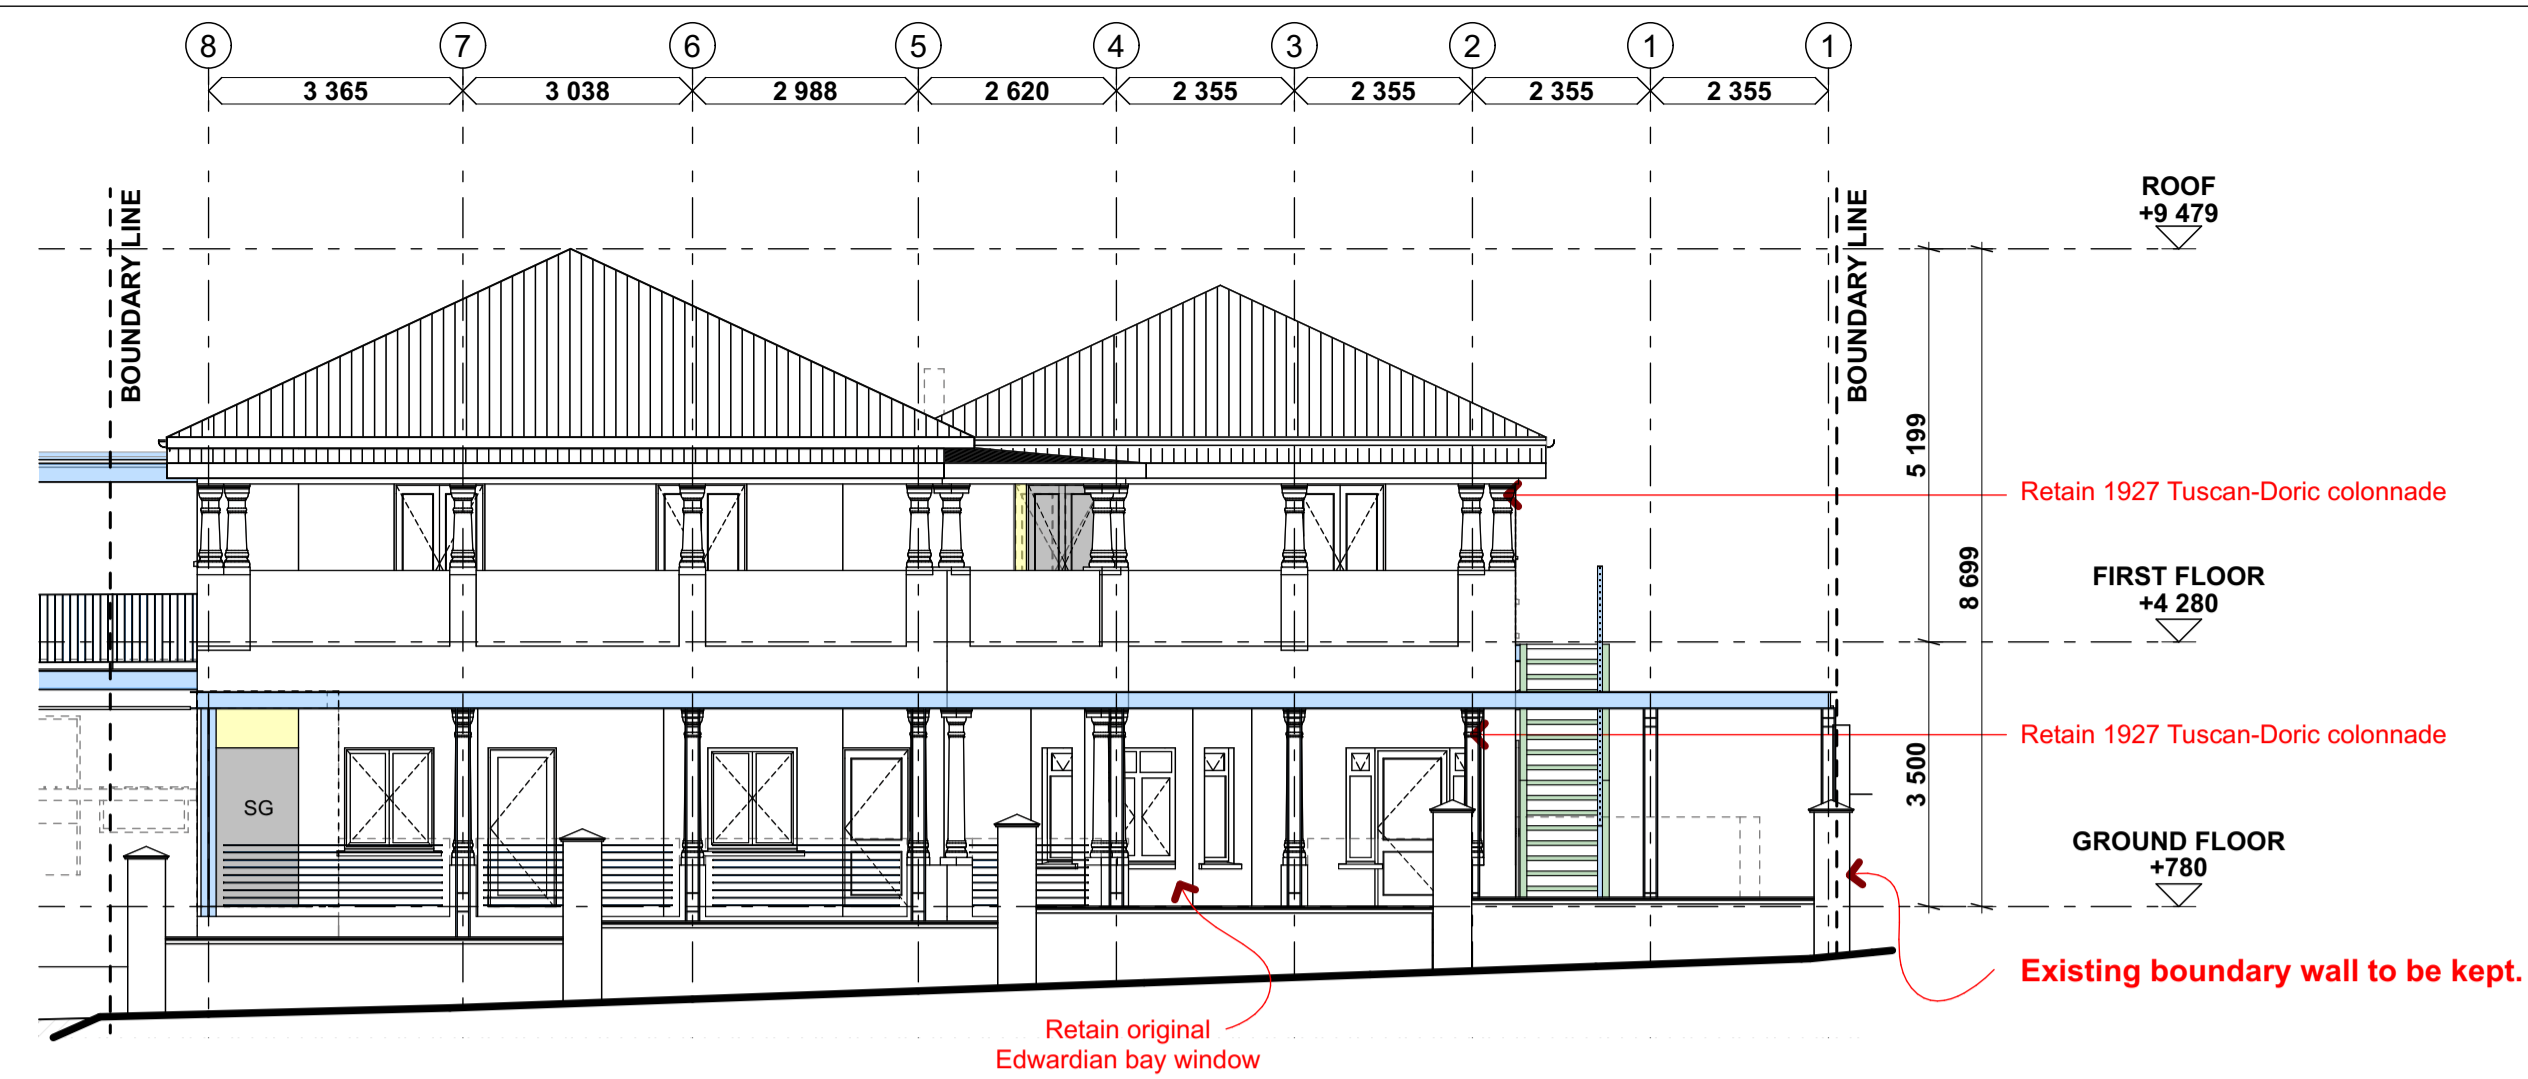 8 7 6 5 4 3 2 1 1
3 365 3 038 2 988 2 620 2 355 2 355 2 355 2 355
BOUNDARY LINE
BOUNDARY LINE
ROOF
+9 479
5 199
Retain 1927 Tuscan-Doric colonnade
8 699
FIRST FLOOR
+4 280
Retain 1927 Tuscan-Doric colonnade
3 500
SG
GROUND FLOOR
+780
Existing boundary wall to be kept.
Retain original
Edwardian bay window